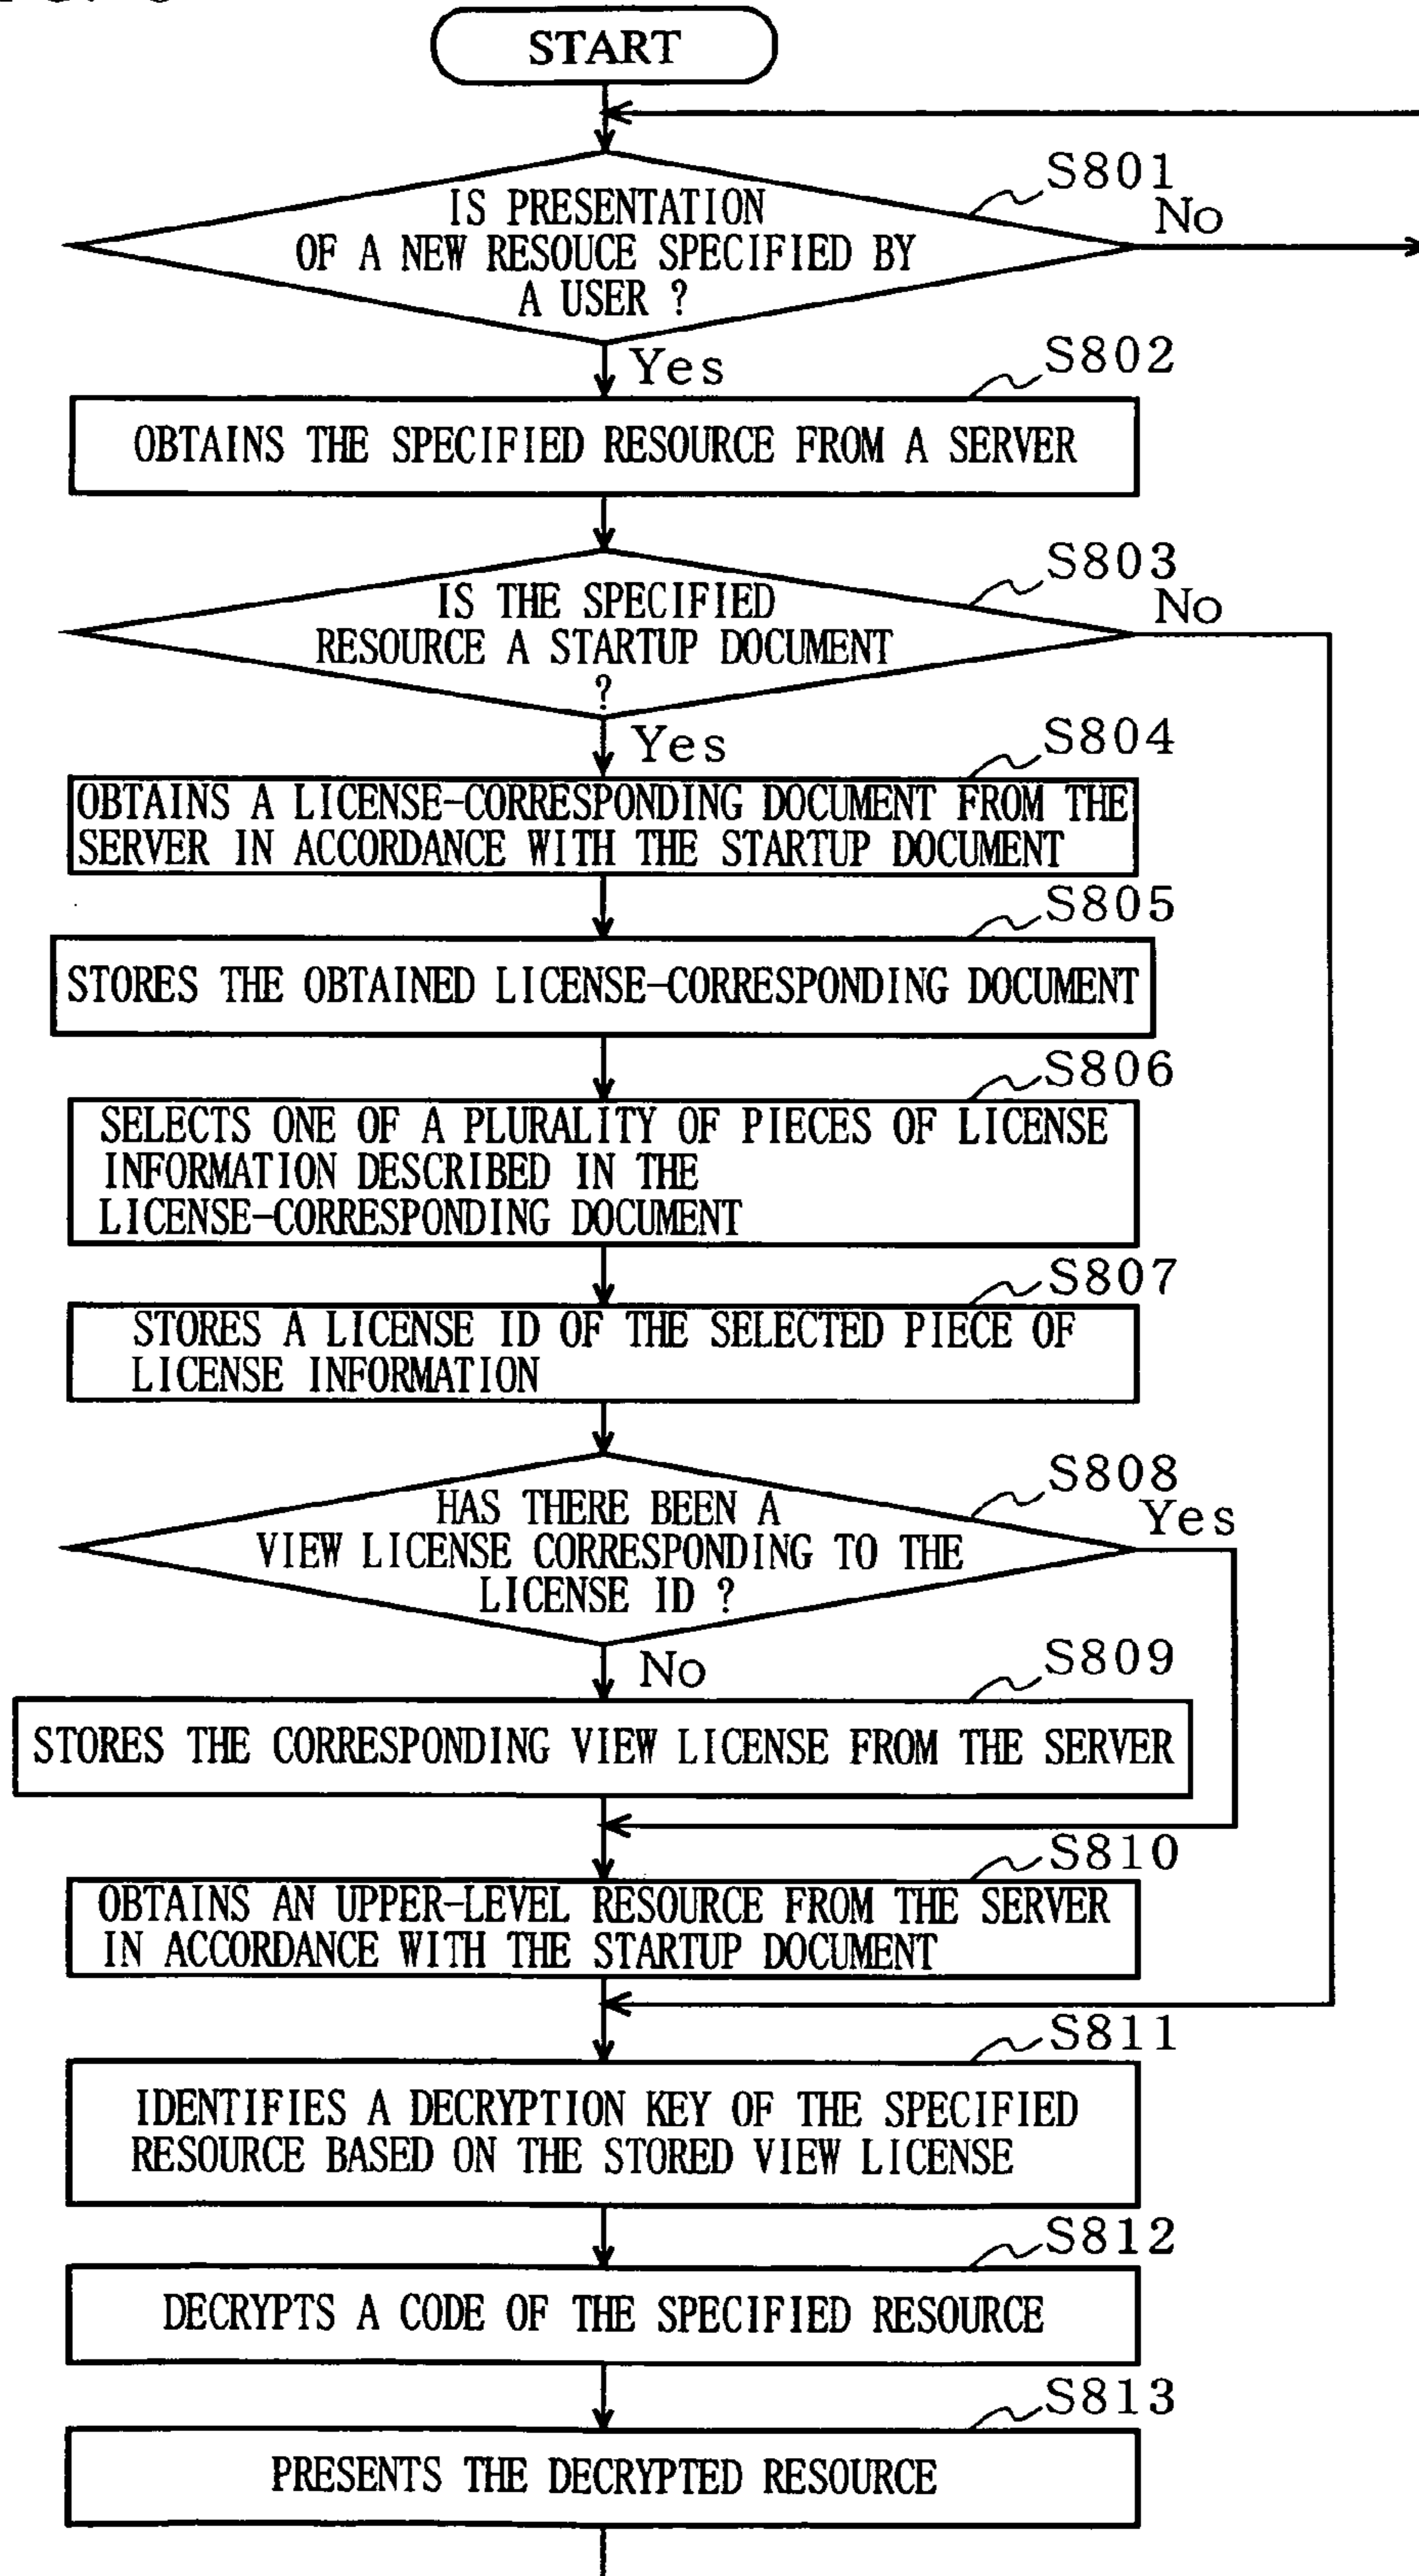 START
S801
IS PRESENTATION
OF A NEW RESOUCE SPECIFIED BY
A USER ?
No
Yes
S802
OBTAINS THE SPECIFIED RESOURCE FROM A SERVER
S803
IS THE SPECIFIED
RESOURCE A STARTUP DOCUMENT
?
No
Yes
S804
OBTAINS A LICENSE-CORRESPONDING DOCUMENT FROM THE
SERVER IN ACCORDANCE WITH THE STARTUP DOCUMENT
S805
STORES THE OBTAINED LICENSE-CORRESPONDING DOCUMENT
S806
SELECTS ONE OF A PLURALITY OF PIECES OF LICENSE
INFORMATION DESCRIBED IN THE
LICENSE-CORRESPONDING DOCUMENT
S807
STORES A LICENSE ID OF THE SELECTED PIECE OF
LICENSE INFORMATION
S808
HAS THERE BEEN A
VIEW LICENSE CORRESPONDING TO THE
LICENSE ID ?
Yes
No
S809
STORES THE CORRESPONDING VIEW LICENSE FROM THE SERVER
S810
OBTAINS AN UPPER-LEVEL RESOURCE FROM THE SERVER
IN ACCORDANCE WITH THE STARTUP DOCUMENT
S811
IDENTIFIES A DECRYPTION KEY OF THE SPECIFIED
RESOURCE BASED ON THE STORED VIEW LICENSE
S812
DECRYPTS A CODE OF THE SPECIFIED RESOURCE
S813
PRESENTS THE DECRYPTED RESOURCE